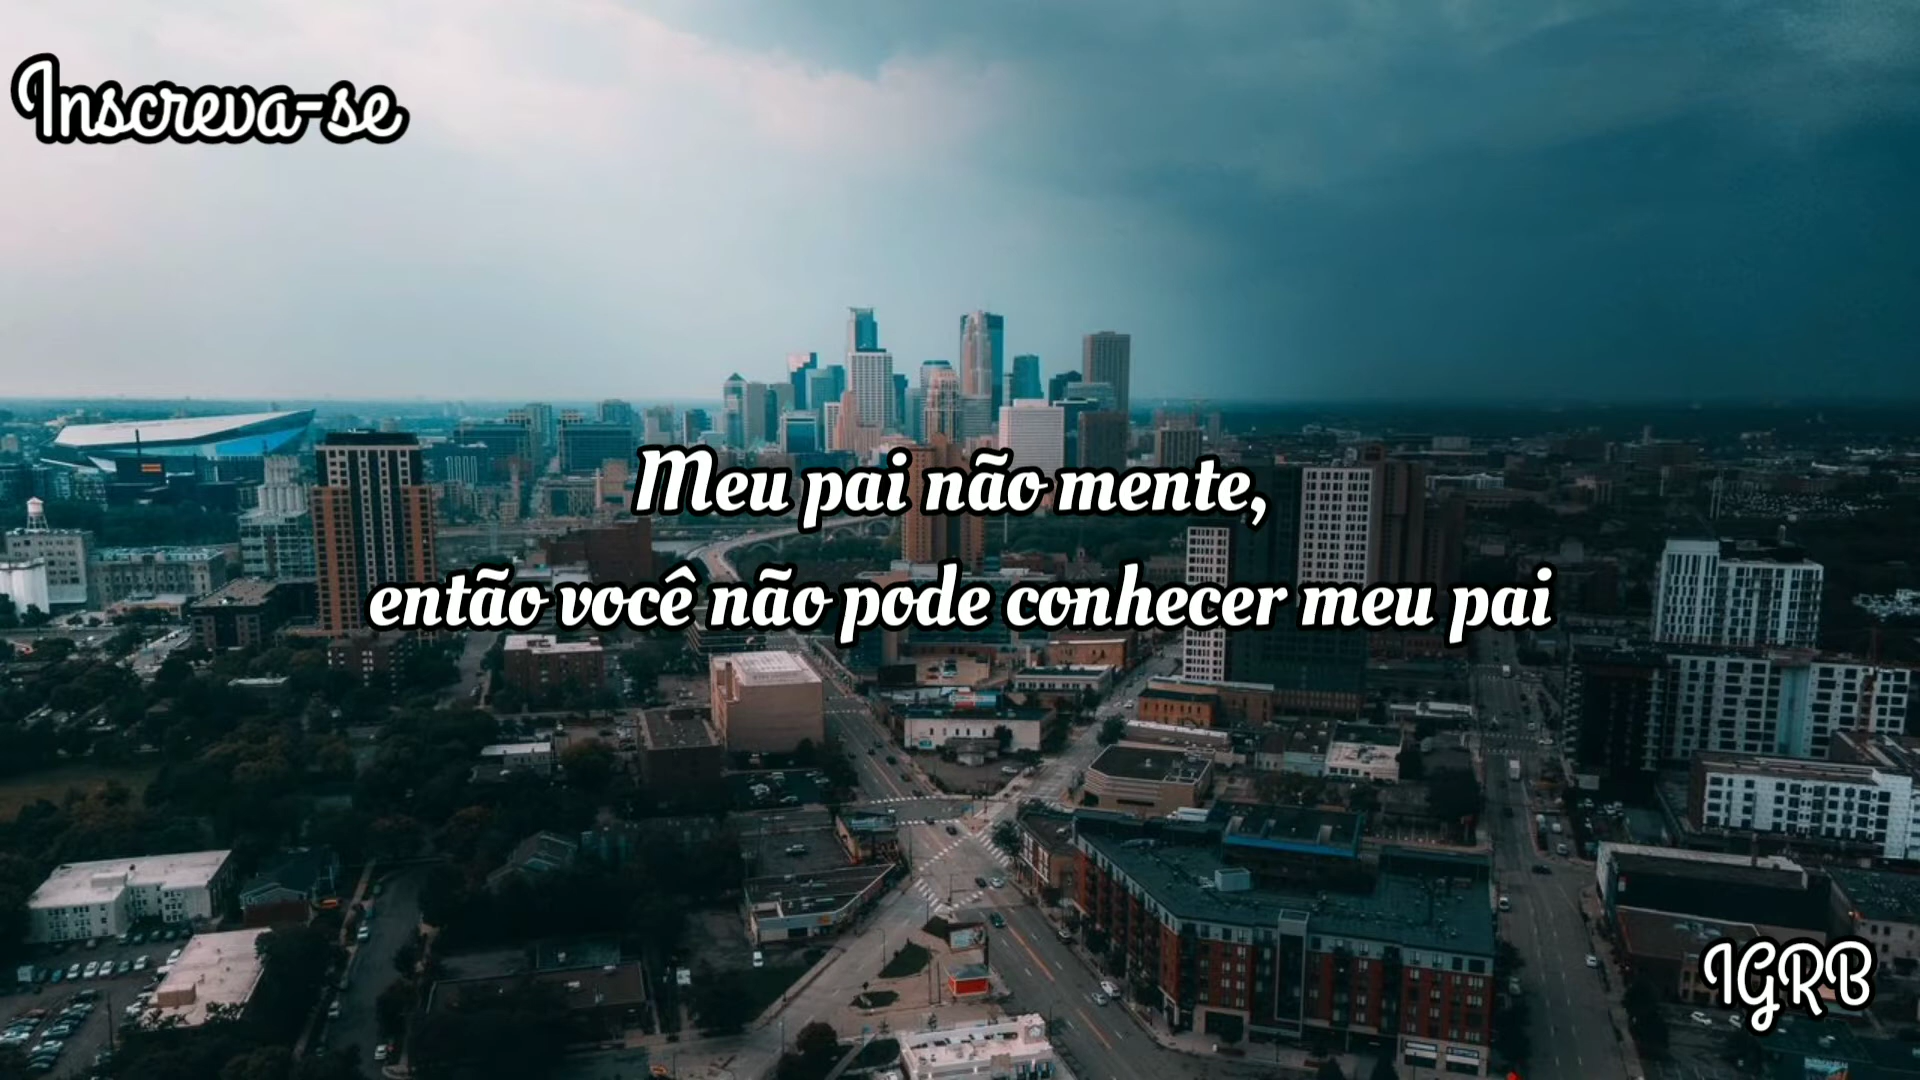 Inscreva-se
Meu pai não mente,
então você não pode conhecer meu pai
IGRB